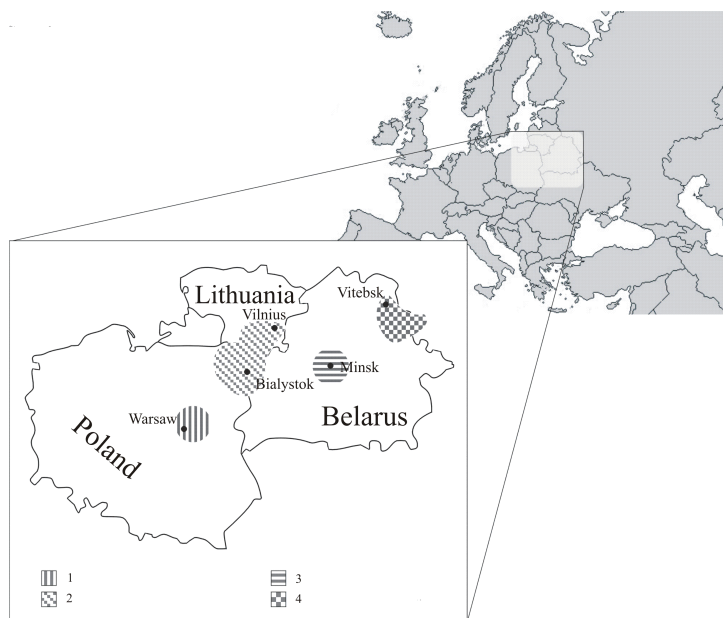 Lithuania
Vitebsk
Vilnius
Minsk
Bialystok
Belarus
Warsaw
Poland
1
3
2
4